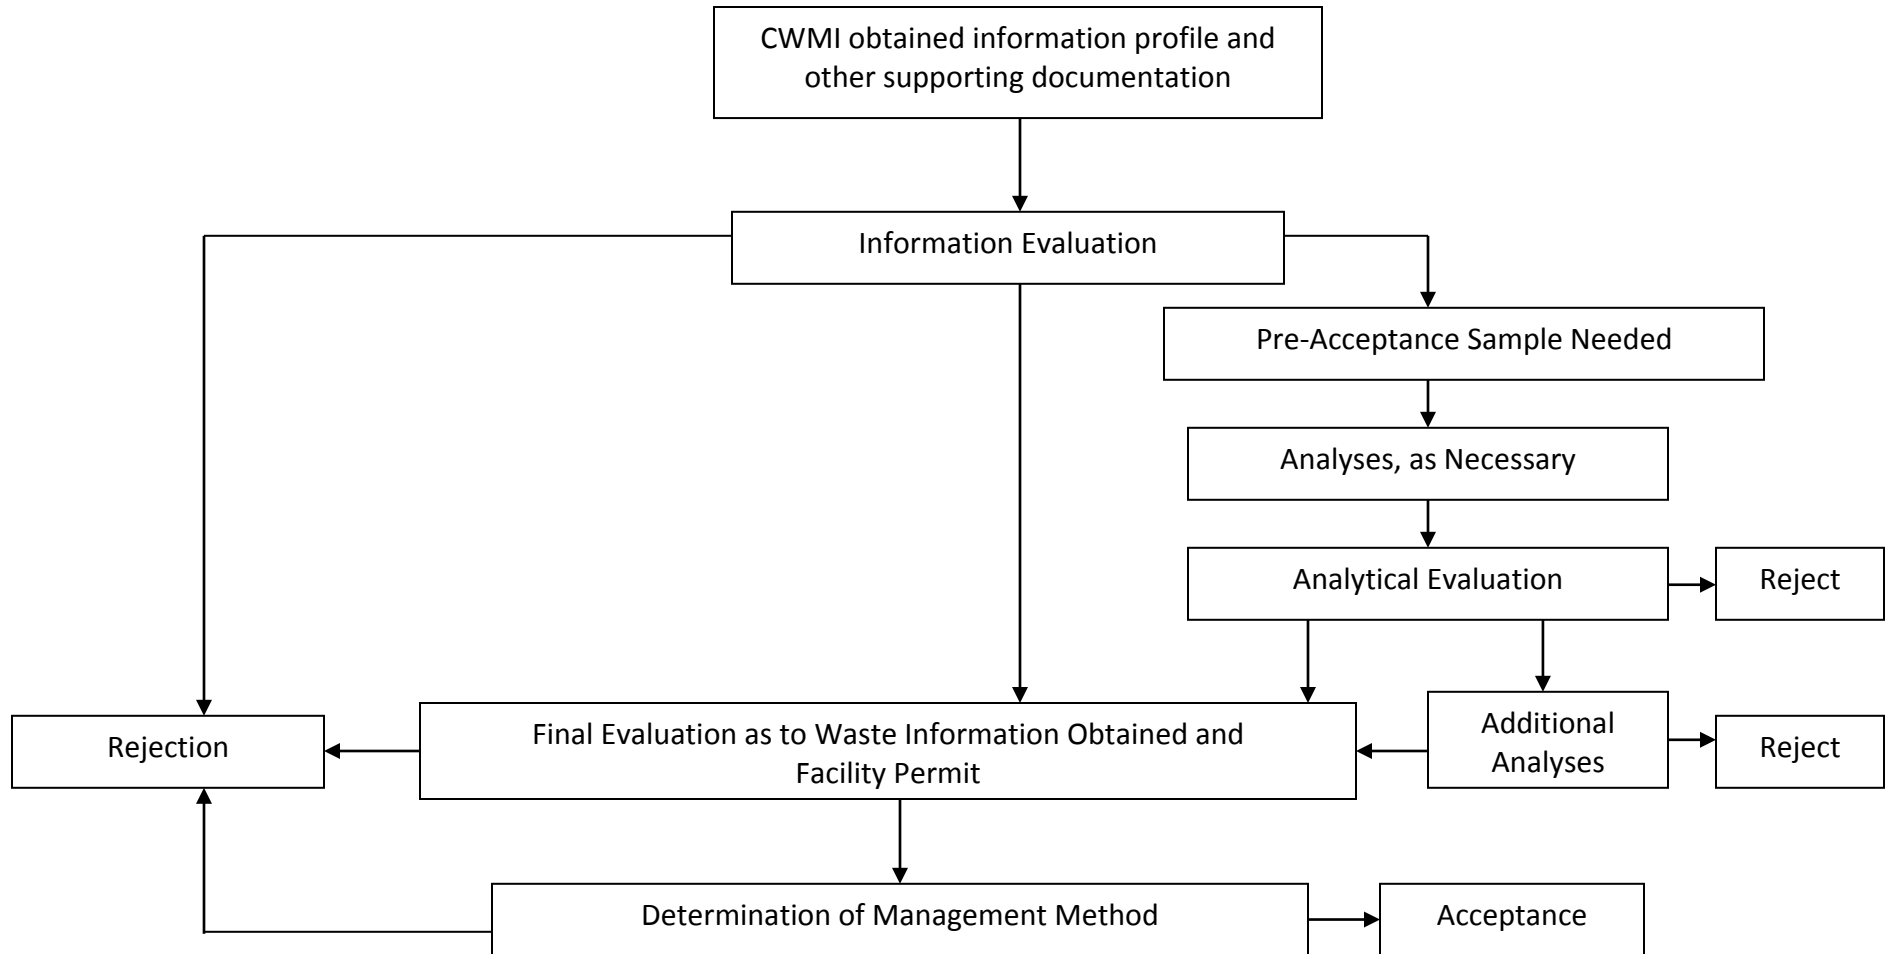 CWMI obtained information profile and
other supporting documentation
Information Evaluation
Pre-Acceptance Sample Needed
Analyses, as Necessary
Analytical Evaluation
Reject
Rejection
Final Evaluation as to Waste Information Obtained and
Facility Permit
Additional
Analyses
Reject
Determination of Management Method
Acceptance